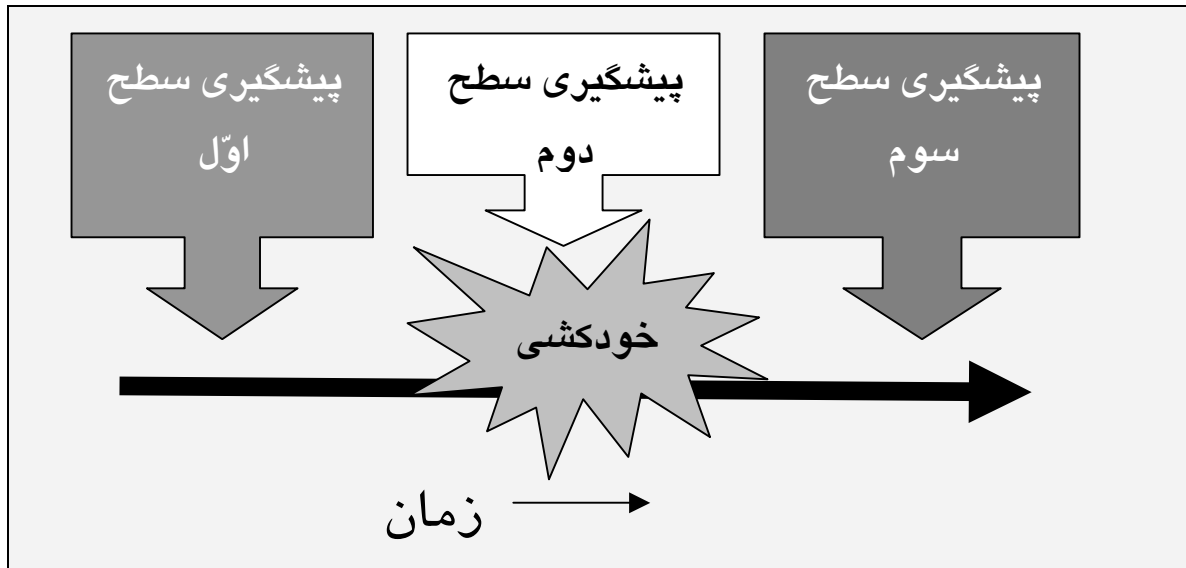 پیشگیری سطح
اوّل
پیشگیری سطح
دوم
پیشگیری سطح
سوم
خودکشی
زمان